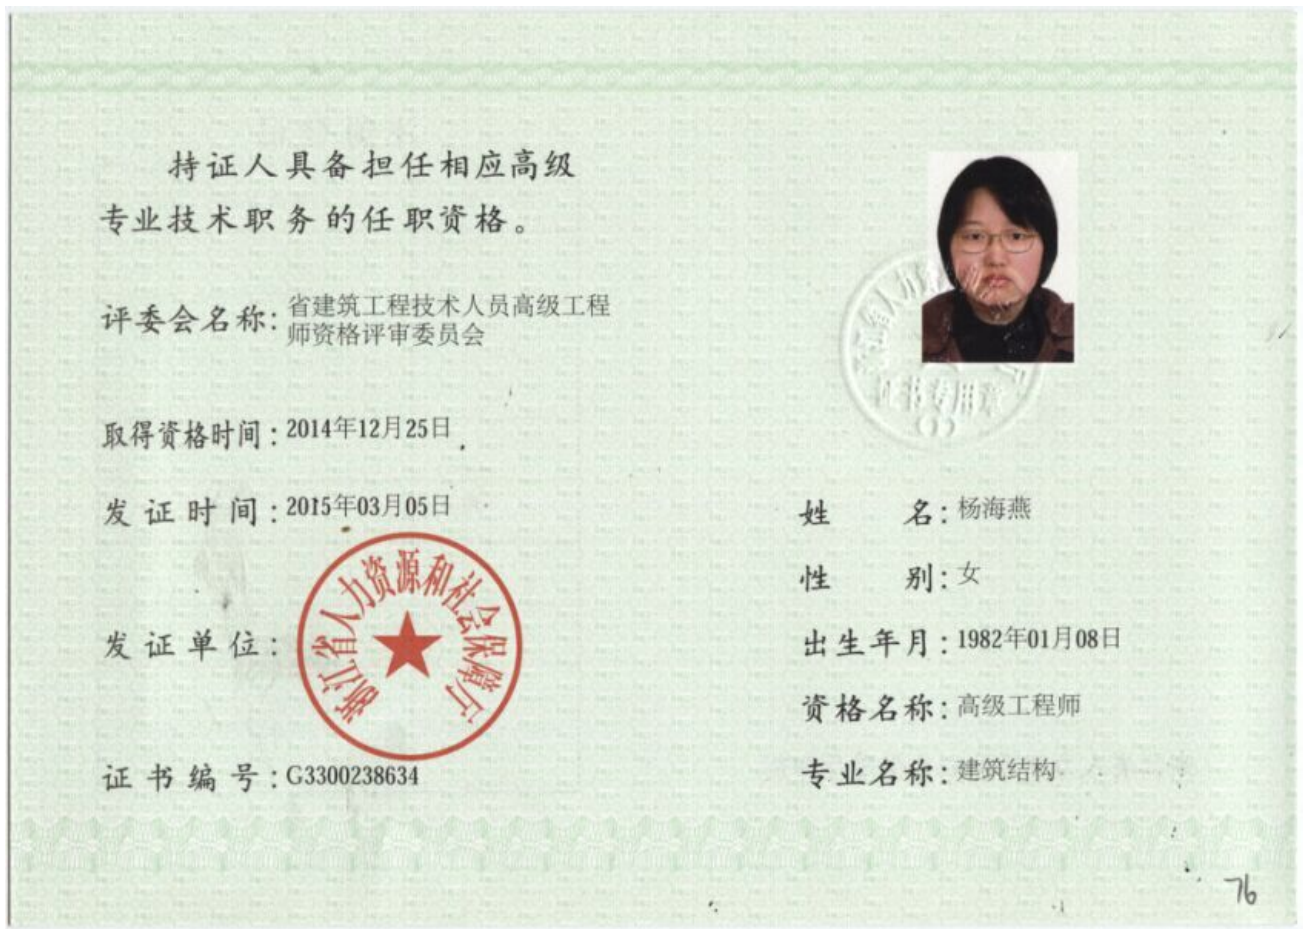 持证人具备担任相应高级
专业技术职务的任职资格。
评委会名称:省建筑工程技术人员高级工程
师资格评审委员会
取得资格时间:2014年12月25日
发证时间:2015年03月05日
发证单位:
浙江省人力资源和社会保障厅
证书编号:G3300238634
证书专用章
姓 名:杨海燕
性 别:女
出生年月:1982年01月08日
资格名称:高级工程师
专业名称:建筑结构
76